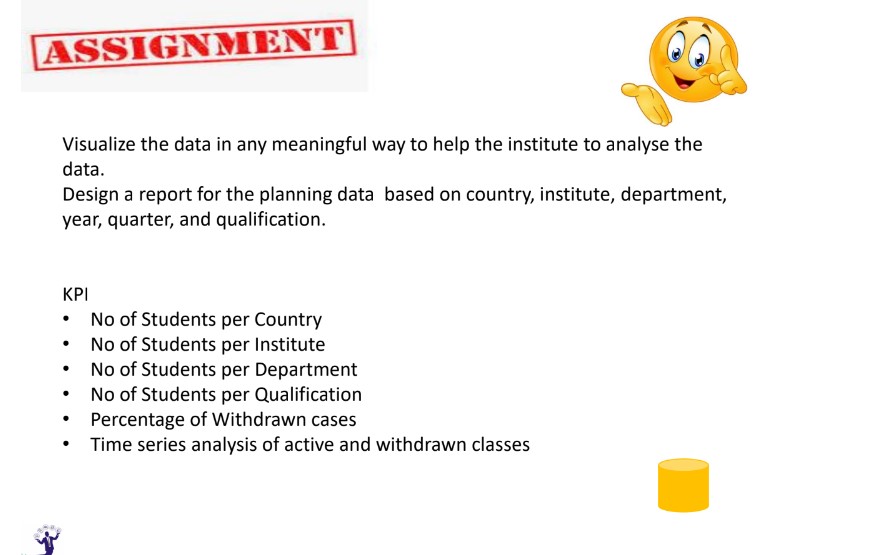 ASSIGNMENT
Visualize the data in any meaningful way to help the institute to analyse the
data.
Design a report for the planning data based on country, institute, department,
year, quarter, and qualification.
KPI
• No of Students per Country
• No of Students per Institute
• No of Students per Department
• No of Students per Qualification
• Percentage of Withdrawn cases
• Time series analysis of active and withdrawn classes